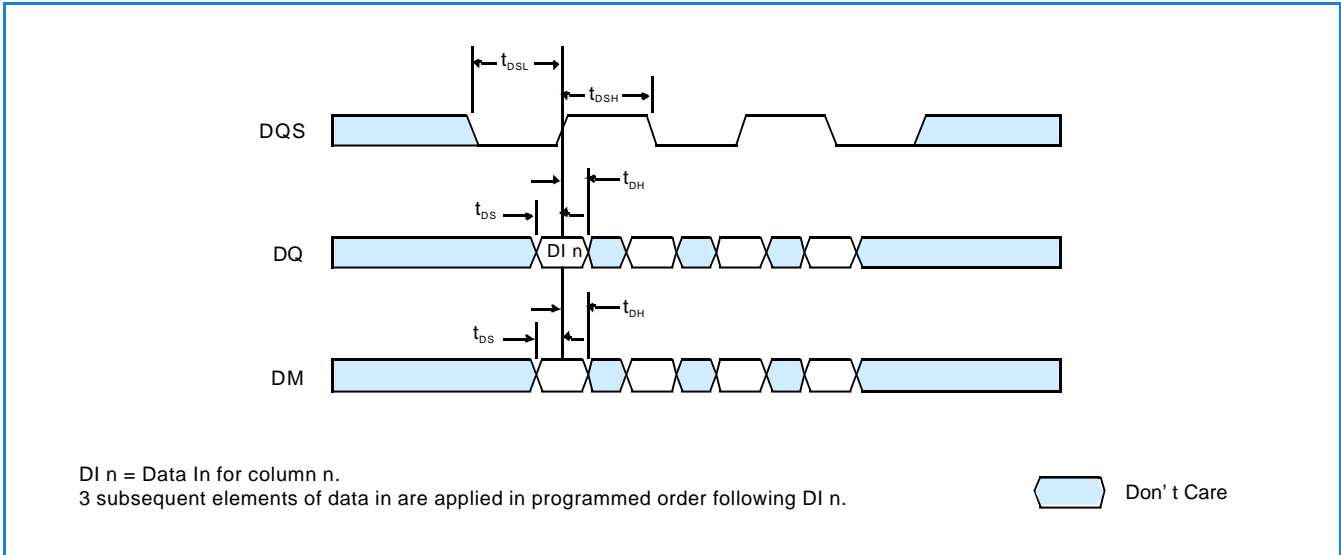 tDSL
tDSH
DQS
tDH
tDS
DQ
DI n
tDH
tDS
DM
DI n = Data In for column n.
3 subsequent elements of data in are applied in programmed order following DI n.
Don' t Care